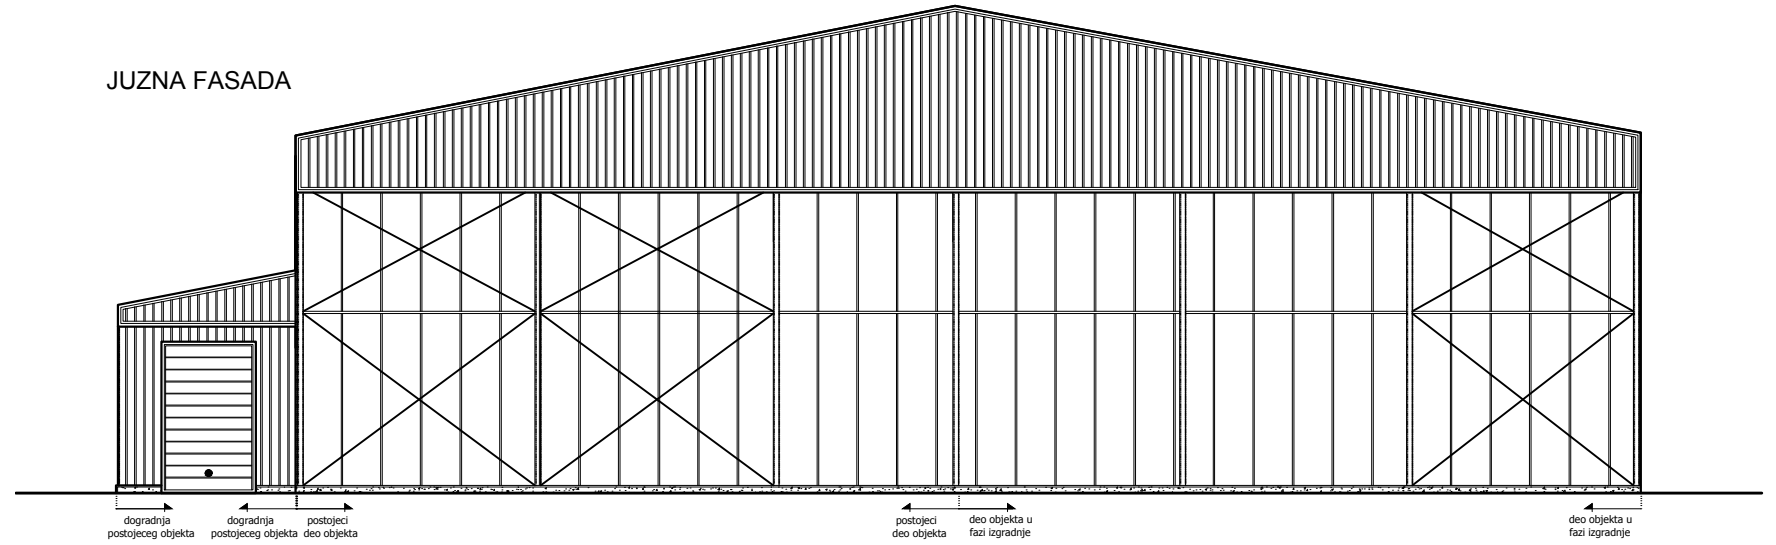 JUZNA FASADA
dogradnja
postojeceg objekta
dogradnja
postojeceg objekta
postojeci
deo objekta
postojeci
deo objekta
deo objekta u
fazi izgradnje
deo objekta u
fazi izgradnje